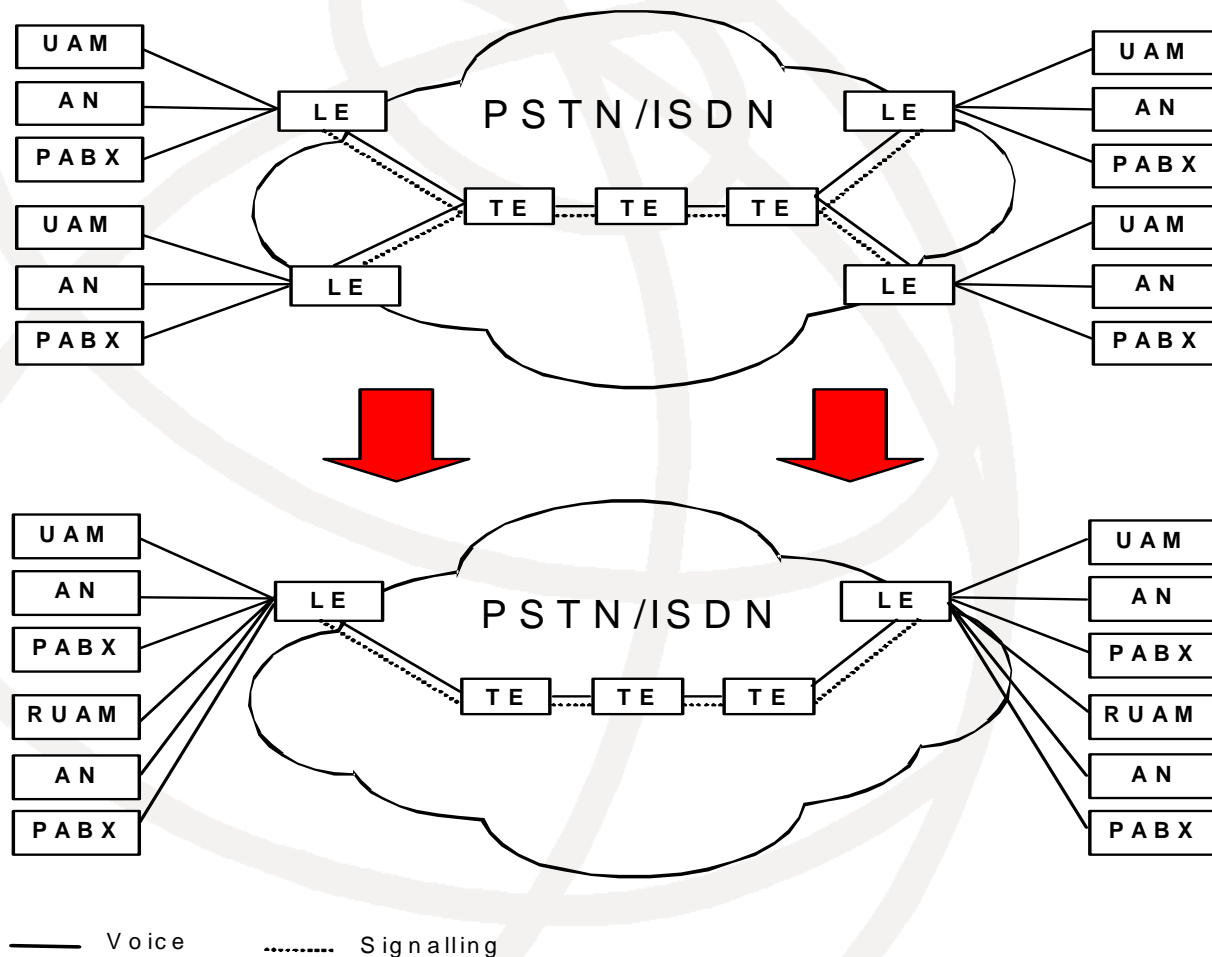 UAM
AN
PABX
UAM
AN
PABX
LE
LE
PSTN/ISDN
TE TE TE
LE
LE
UAM
AN
PABX
UAM
AN
PABX
UAM
AN
PABX
RUAM
AN
PABX
LE
PSTN/ISDN
TE TE TE
LE
UAM
AN
PABX
RUAM
AN
PABX
Voice Signalling